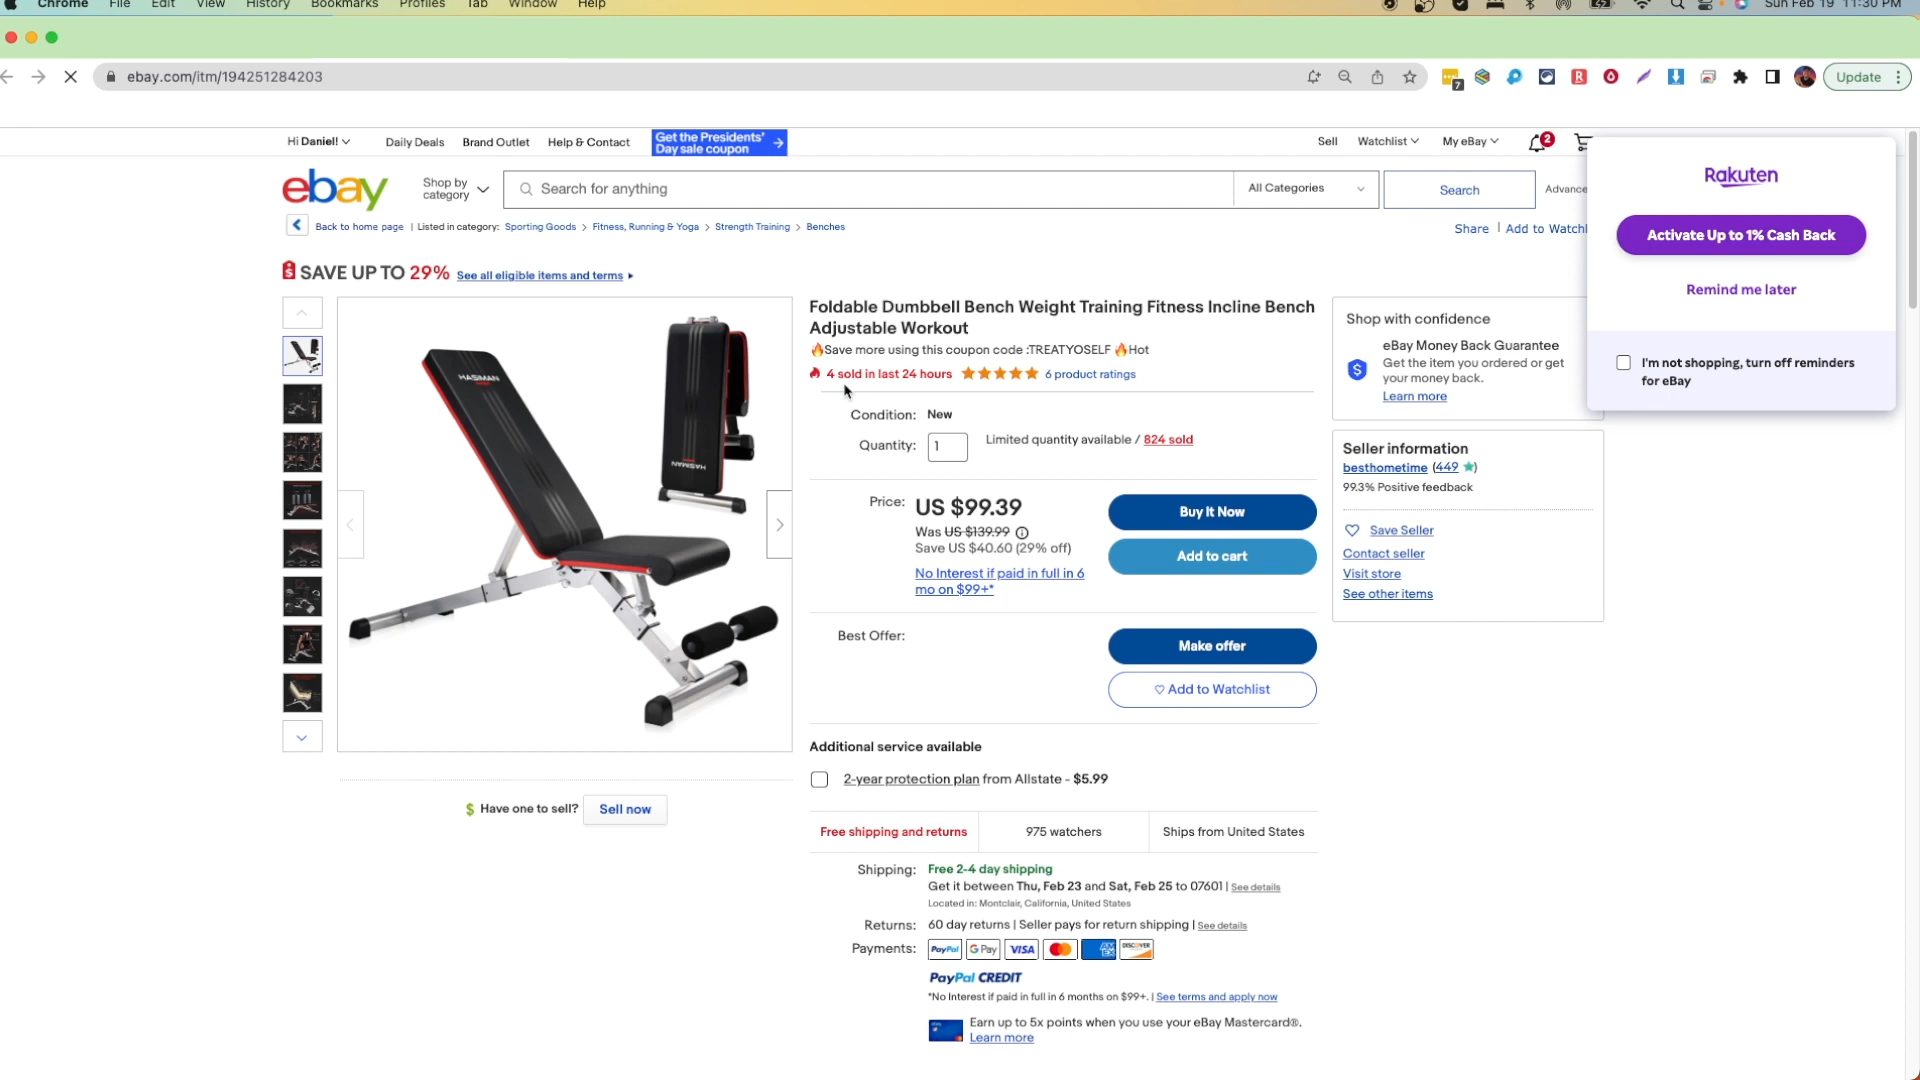 Chrome File Edit View History Bookmarks Profiles Tab Window Help Sun Feb 19 11:30 PM
ebay.com/itm/194251284203
7
Update
Hi Daniel! Daily Deals Brand Outlet Help & Contact
Get the Presidents'
Day sale coupon
Sell Watchlist My eBay 2
ebay
Shop by
category
Search for anything
All Categories
Search
Advance
Back to home page | Listed in category: Sporting Goods > Fitness, Running & Yoga > Strength Training > Benches
Share | Add to Watchl
SAVE UP TO 29% See all eligible items and terms
HASIMAN
HASIMAN
$ Have one to sell? Sell now
Foldable Dumbbell Bench Weight Training Fitness Incline Bench
Adjustable Workout
🔥Save more using this coupon code :TREATYOSELF 🔥Hot
4 sold in last 24 hours ★★★★★ 6 product ratings
Condition: New
Quantity: 1 Limited quantity available / 824 sold
Price: US $99.39
Was US $139.99
Save US $40.60 (29% off)
No Interest if paid in full in 6
mo on $99+*
Buy It Now
Add to cart
Best Offer:
Make offer
Add to Watchlist
Additional service available
2-year protection plan from Allstate - $5.99
Free shipping and returns 975 watchers Ships from United States
Shipping: Free 2-4 day shipping
Get it between Thu, Feb 23 and Sat, Feb 25 to 07601 | See details
Located in: Montclair, California, United States
Returns: 60 day returns | Seller pays for return shipping | See details
Payments: PayPal G Pay VISA AM EX DISCOVER
PayPal CREDIT
*No Interest if paid in full in 6 months on $99+. | See terms and apply now
Earn up to 5x points when you use your eBay Mastercard®.
Learn more
Shop with confidence
eBay Money Back Guarantee
Get the item you ordered or get
your money back.
Learn more
Seller information
besthometime (449 ★)
99.3% Positive feedback
Save Seller
Contact seller
Visit store
See other items
Rakuten
Activate Up to 1% Cash Back
Remind me later
I'm not shopping, turn off reminders
for eBay